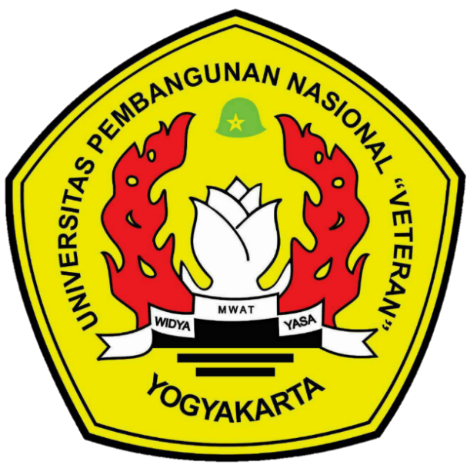 UNIVERSITAS PEMBANGUNAN NASIONAL “VETERAN”
WIDYA MWAT YASA
YOGYAKARTA